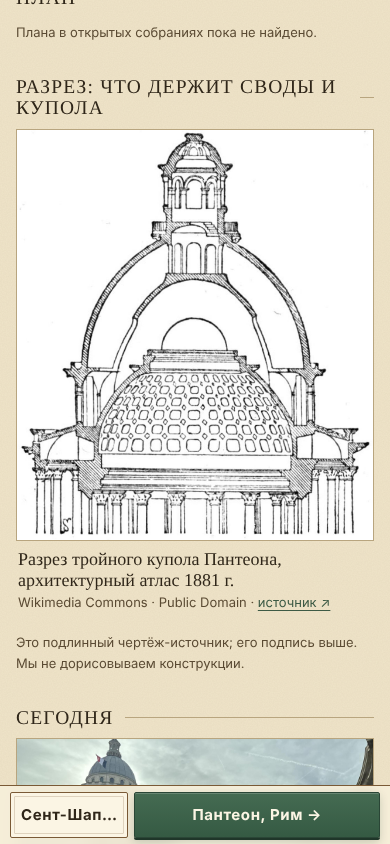 Плана в открытых собраниях пока не найдено.
РАЗРЕЗ: ЧТО ДЕРЖИТ СВОДЫ И
КУПОЛА
Разрез тройного купола Пантеона,
архитектурный атлас 1881 г.
Wikimedia Commons · Public Domain · источник ↗
Это подлинный чертёж-источник; его подпись выше.
Мы не дорисовываем конструкции.
СЕГОДНЯ
Сент-Шап...
Пантеон, Рим →